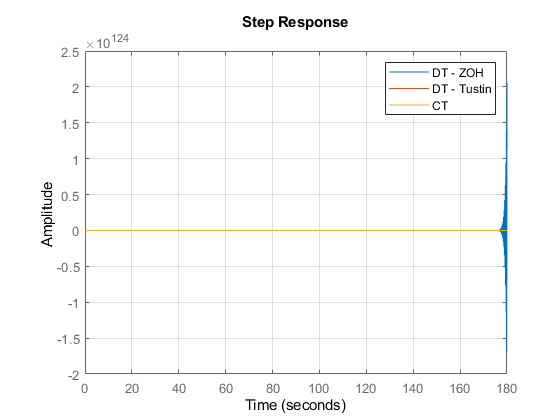 Step Response
×10^124
2.5
2
1.5
1
0.5
0
-0.5
-1
-1.5
-2
Amplitude
DT - ZOH
DT - Tustin
CT
0 20 40 60 80 100 120 140 160 180
Time (seconds)